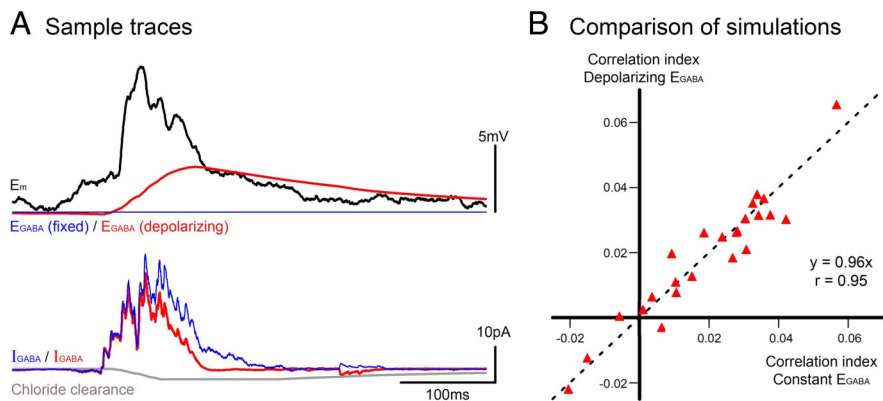 A Sample traces
5mV
Em
EGABA (fixed) / EGABA (depolarizing)
10pA
IGABA / IGABA
Chloride clearance
100ms
B Comparison of simulations
Correlation index
Depolarizing EGABA
0.06
0.04
0.02
y = 0.96x
r = 0.95
-0.02
0.02
0.04
0.06
-0.02
Correlation index
Constant EGABA